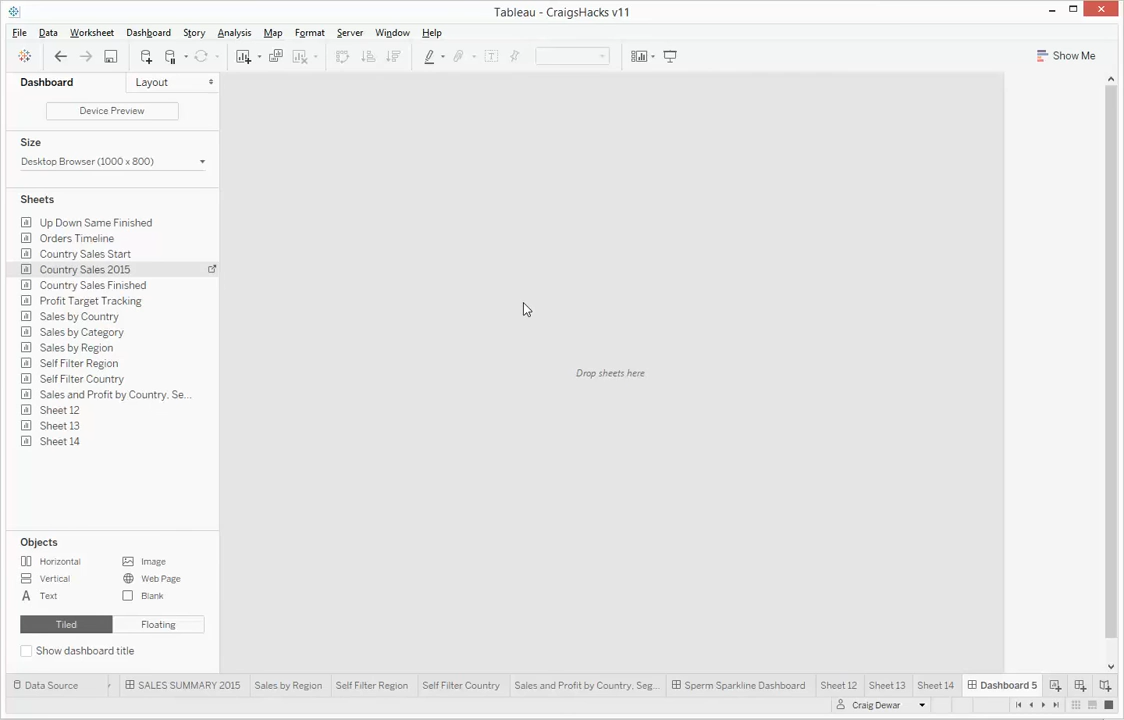 Tableau - CraigsHacks v11
File Data Worksheet Dashboard Story Analysis Map Format Server Window Help
Show Me
Dashboard Layout
Device Preview
Size
Desktop Browser (1000 x 800)
Sheets
Up Down Same Finished
Orders Timeline
Country Sales Start
Country Sales 2015
Country Sales Finished
Profit Target Tracking
Sales by Country
Sales by Category
Sales by Region
Self Filter Region
Self Filter Country
Sales and Profit by Country, Se...
Sheet 12
Sheet 13
Sheet 14
Drop sheets here
Objects
Horizontal Image
Vertical Web Page
A Text Blank
Tiled Floating
Show dashboard title
Data Source SALES SUMMARY 2015 Sales by Region Self Filter Region Self Filter Country Sales and Profit by Country, Seg... Sperm Sparkline Dashboard Sheet 12 Sheet 13 Sheet 14 Dashboard 5
Craig Dewar